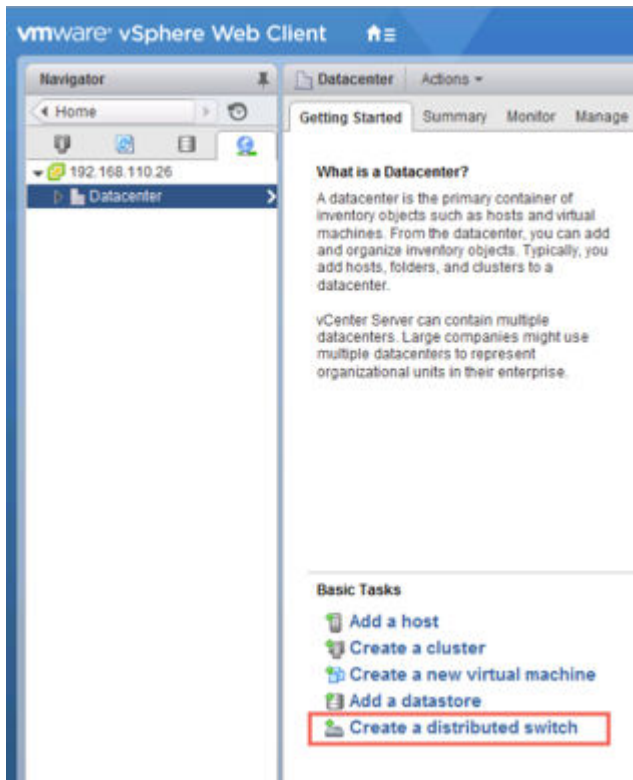 vmware® vSphere Web Client
Navigator
Home
192.168.110.26
Datacenter
Datacenter
Actions
Getting Started
Summary
Monitor
Manage
What is a Datacenter?
A datacenter is the primary container of
inventory objects such as hosts and virtual
machines. From the datacenter, you can add
and organize inventory objects. Typically, you
add hosts, folders, and clusters to a
datacenter.
vCenter Server can contain multiple
datacenters. Large companies might use
multiple datacenters to represent
organizational units in their enterprise.
Basic Tasks
Add a host
Create a cluster
Create a new virtual machine
Add a datastore
Create a distributed switch